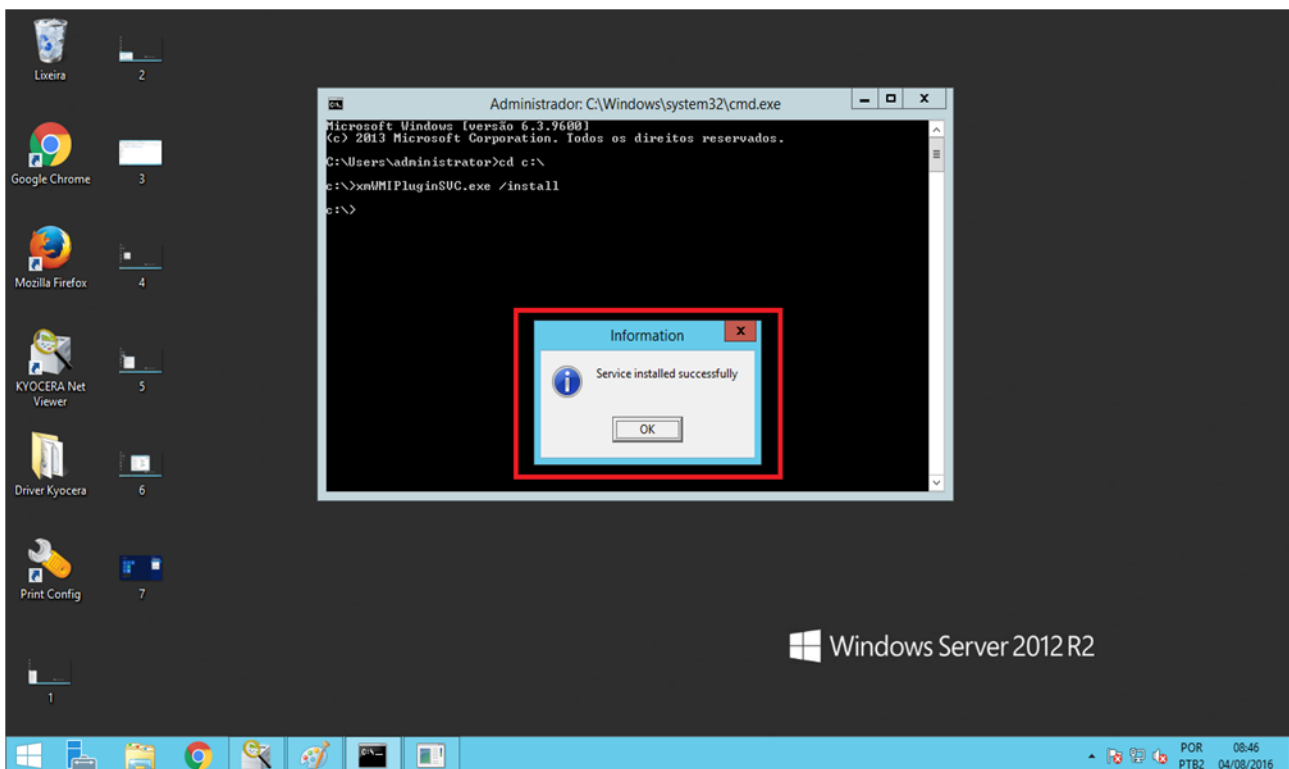 Lixeira
2
Google Chrome
3
Mozilla Firefox
4
KYOCERA Net
Viewer
5
Driver Kyocera
6
Print Config
7
1
Administrador: C:\Windows\system32\cmd.exe
Microsoft Windows [versão 6.3.9600]
(c) 2013 Microsoft Corporation. Todos os direitos reservados.
C:\Users\administrator>cd c:\
c:\>xmWMIPluginSVC.exe /install
c:\>
Information
Service installed successfully
OK
Windows Server 2012 R2
POR
PTB2
08:46
04/08/2016